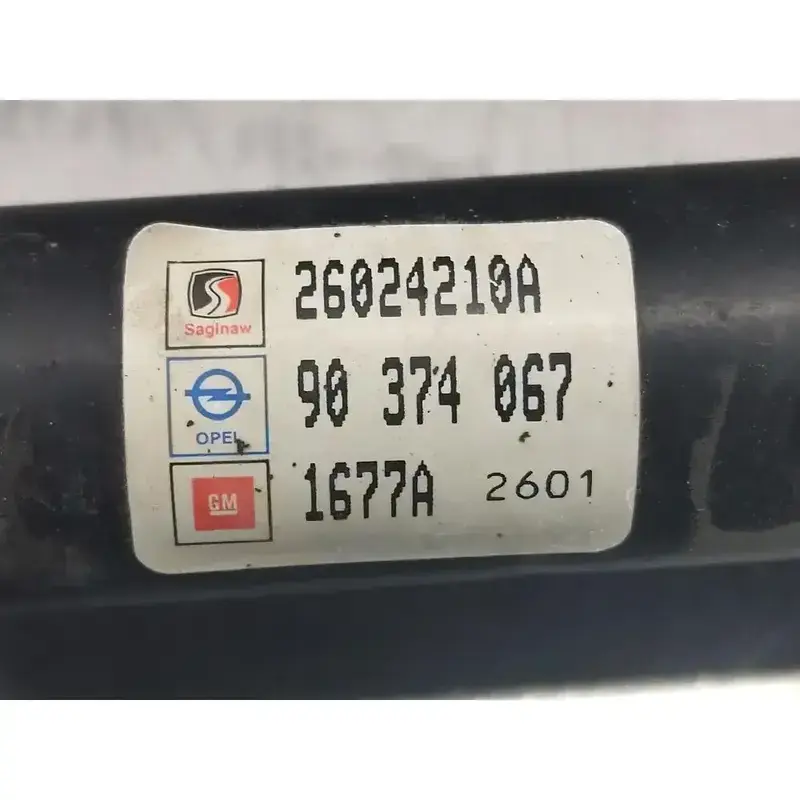 Saginaw 26024210A
OPEL 90 374 067
GM 1677A 2601